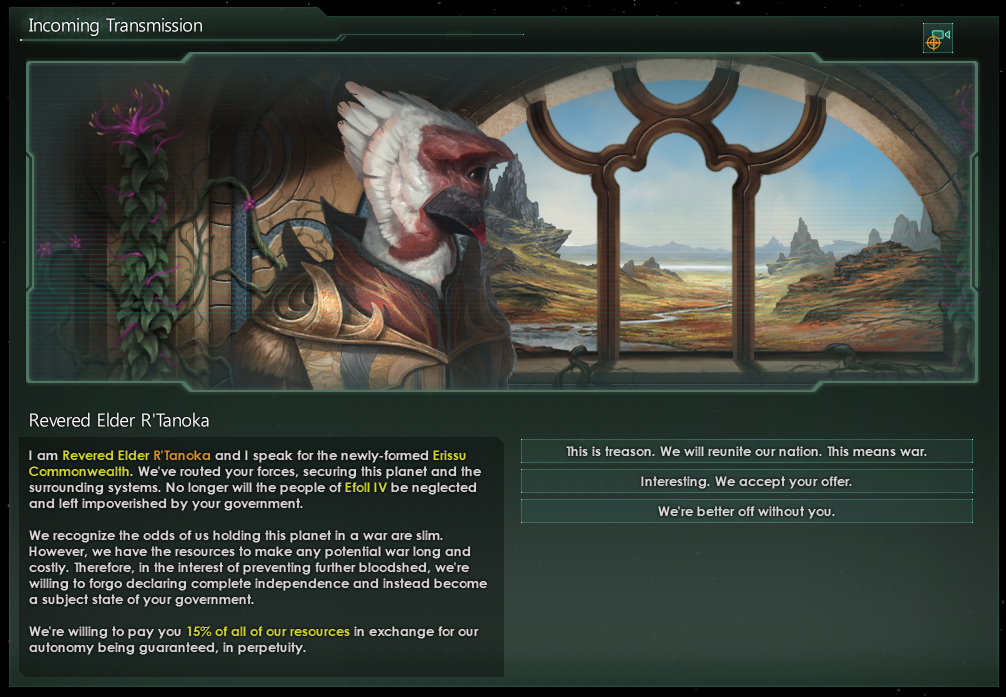 Incoming Transmission
Revered Elder R'Tanoka
I am Revered Elder R'Tanoka and I speak for the newly-formed Erissu
Commonwealth. We've routed your forces, securing this planet and the
surrounding systems. No longer will the people of Efoll IV be neglected
and left impoverished by your government.
We recognize the odds of us holding this planet in a war are slim.
However, we have the resources to make any potential war long and
costly. Therefore, in the interest of preventing further bloodshed, we're
willing to forgo declaring complete independence and instead become
a subject state of your government.
We're willing to pay you 15% of all of our resources in exchange for our
autonomy being guaranteed, in perpetuity.
This is treason. We will reunite our nation. This means war.
Interesting. We accept your offer.
We're better off without you.